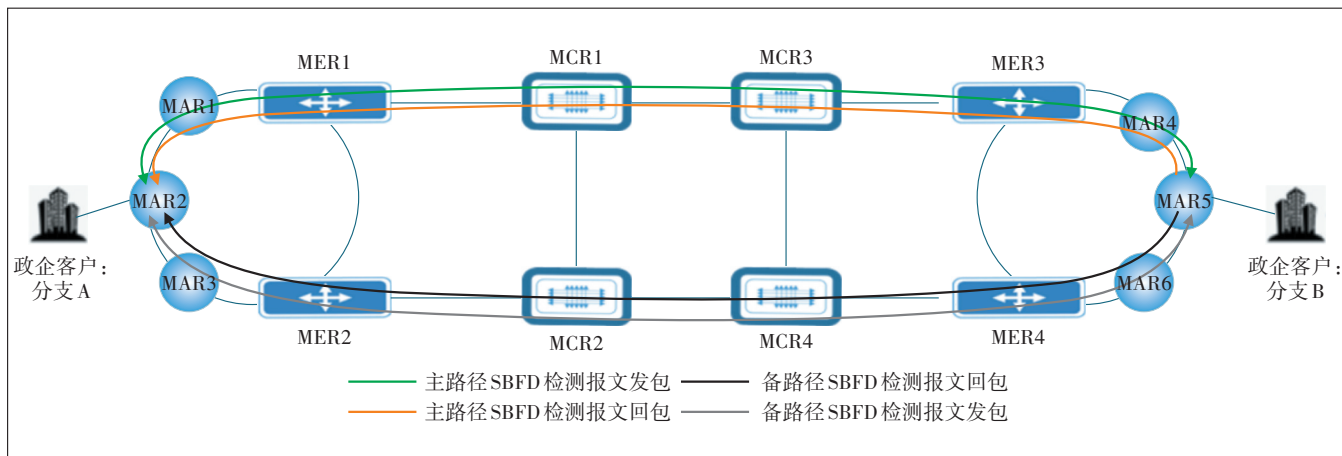 MER1
MCR1
MCR3
MER3
MAR1
MAR4
MAR2
MAR5
政企客户：
分支A
MAR3
MAR6
政企客户：
分支B
MER2
MCR2
MCR4
MER4
主路径SBFD检测报文发包
备路径SBFD检测报文回包
主路径SBFD检测报文回包
备路径SBFD检测报文发包